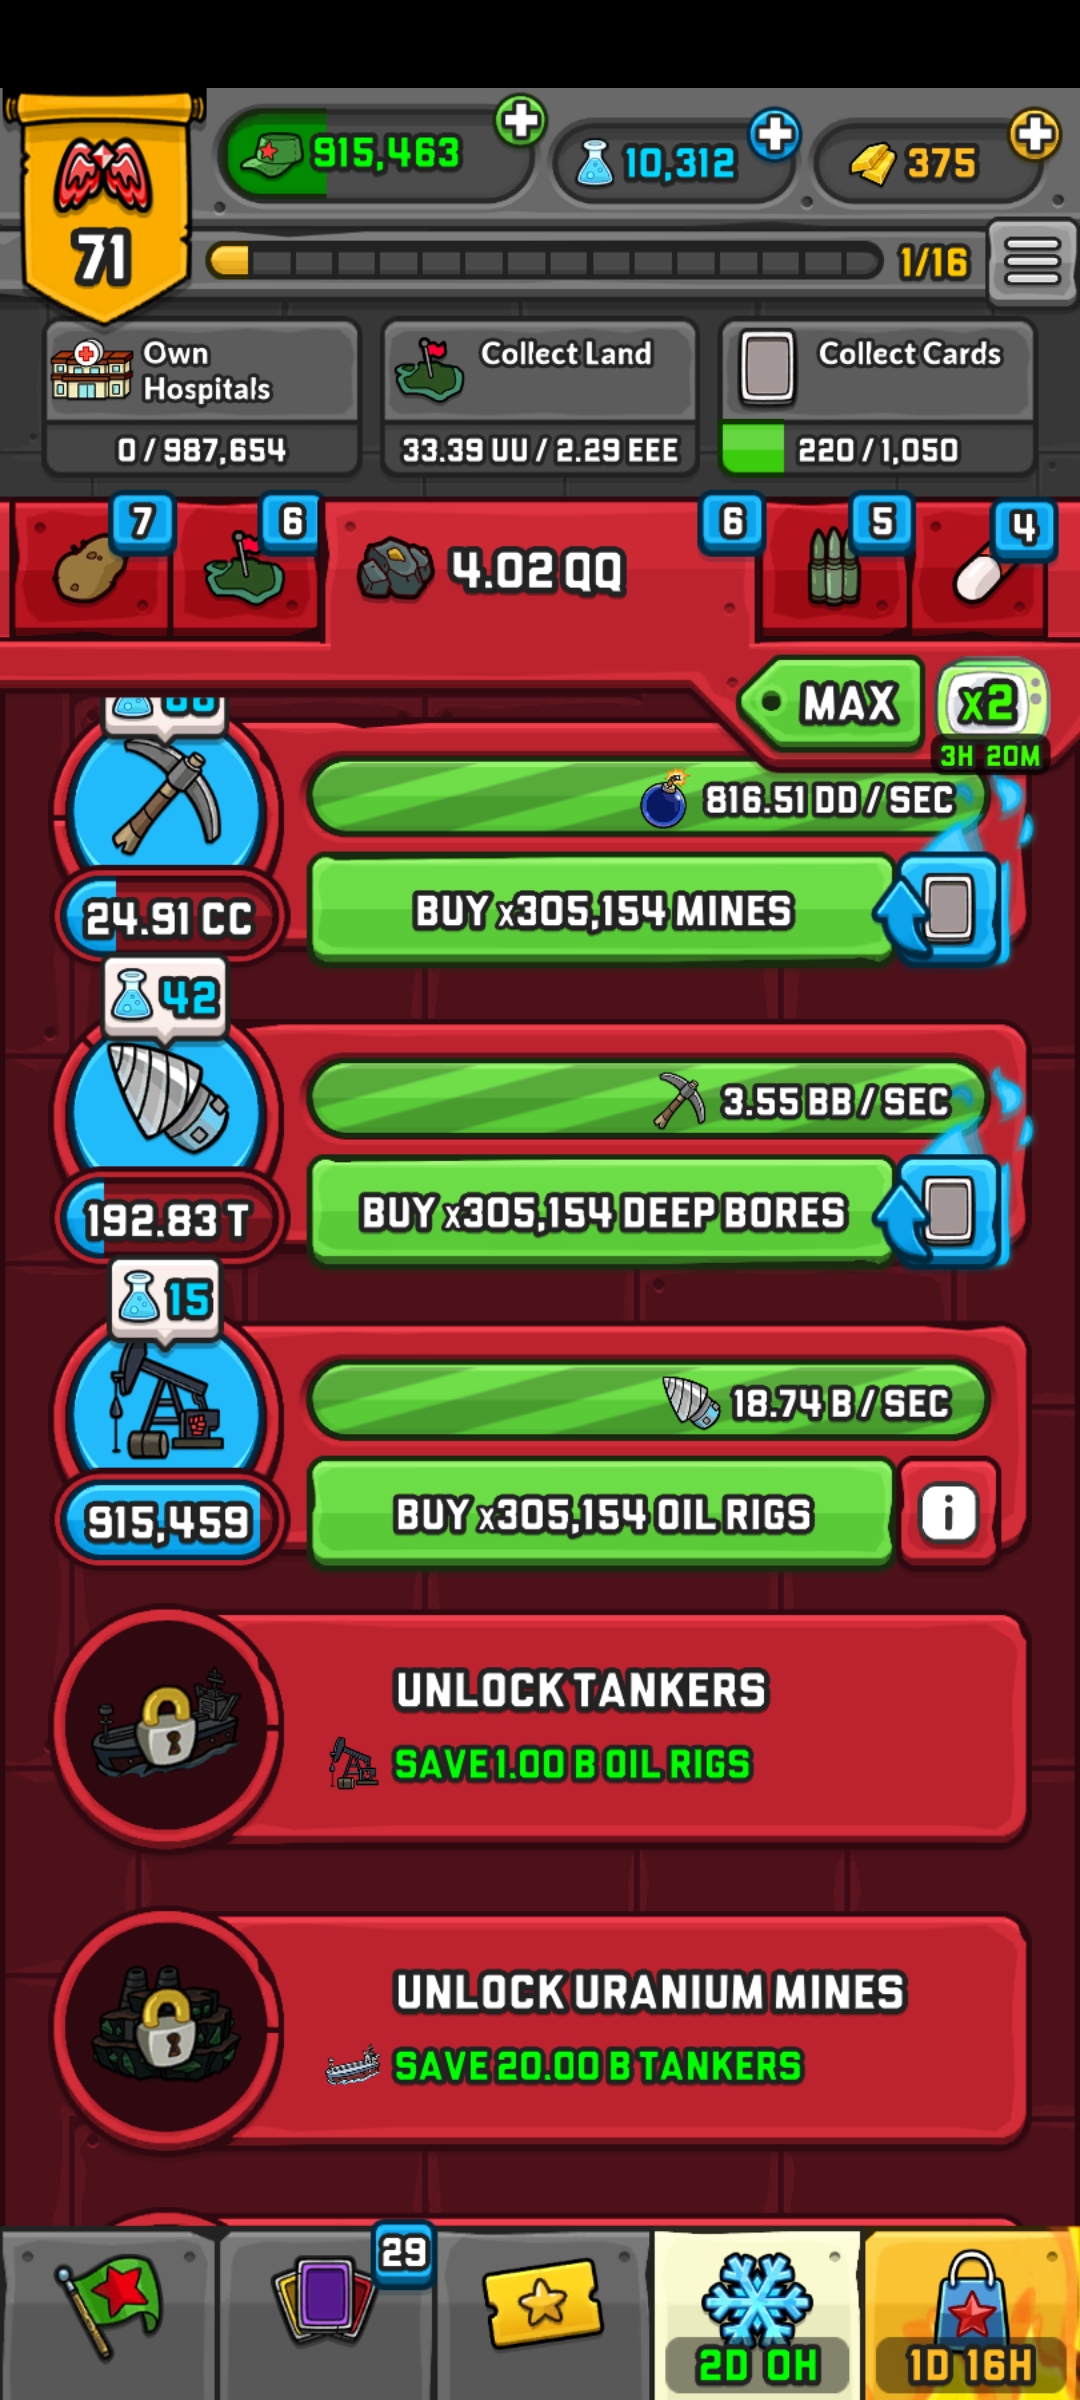 915,463
10,312
375
71
1/16
Own
Hospitals
0/987,654
Collect Land
33.39 UU / 2.29 EEE
Collect Cards
220/1,050
7
6
4.02 QQ
6
5
4
MAX
x2
3H 20M
816.51 DD / SEC
BUY x305,154 MINES
24.91 CC
42
3.55 BB / SEC
BUY x305,154 DEEP BORES
192.83 T
15
18.74 B / SEC
BUY x305,154 OIL RIGS
i
915,459
UNLOCK TANKERS
SAVE 1.00 B OIL RIGS
UNLOCK URANIUM MINES
SAVE 20.00 B TANKERS
29
2D 0H
1D 16H